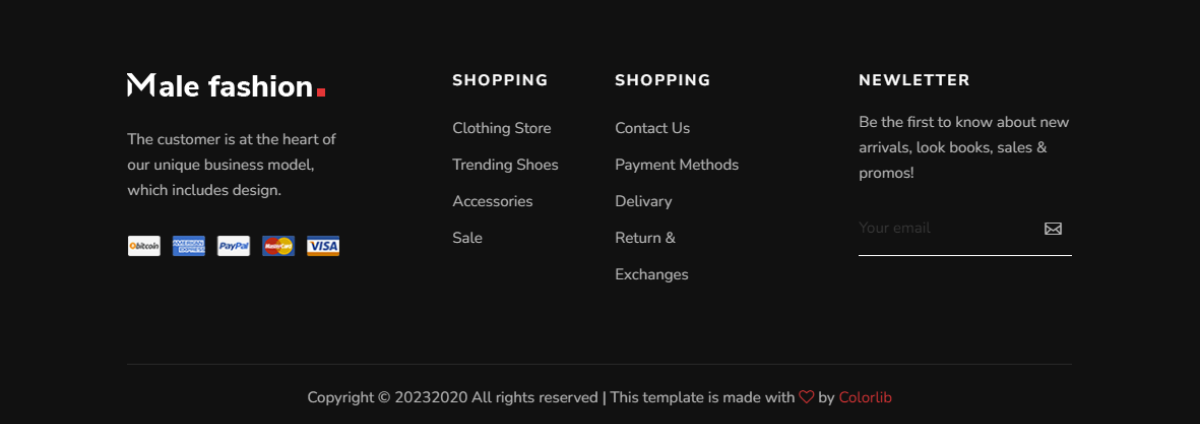 Male fashion.
The customer is at the heart of
our unique business model,
which includes design.
bitcoin AMERICAN EXPRESS PayPal MasterCard VISA
SHOPPING
Clothing Store
Trending Shoes
Accessories
Sale
SHOPPING
Contact Us
Payment Methods
Delivary
Return &
Exchanges
NEWLETTER
Be the first to know about new
arrivals, look books, sales &
promos!
Your email
Copyright © 20232020 All rights reserved | This template is made with ♡ by Colorlib